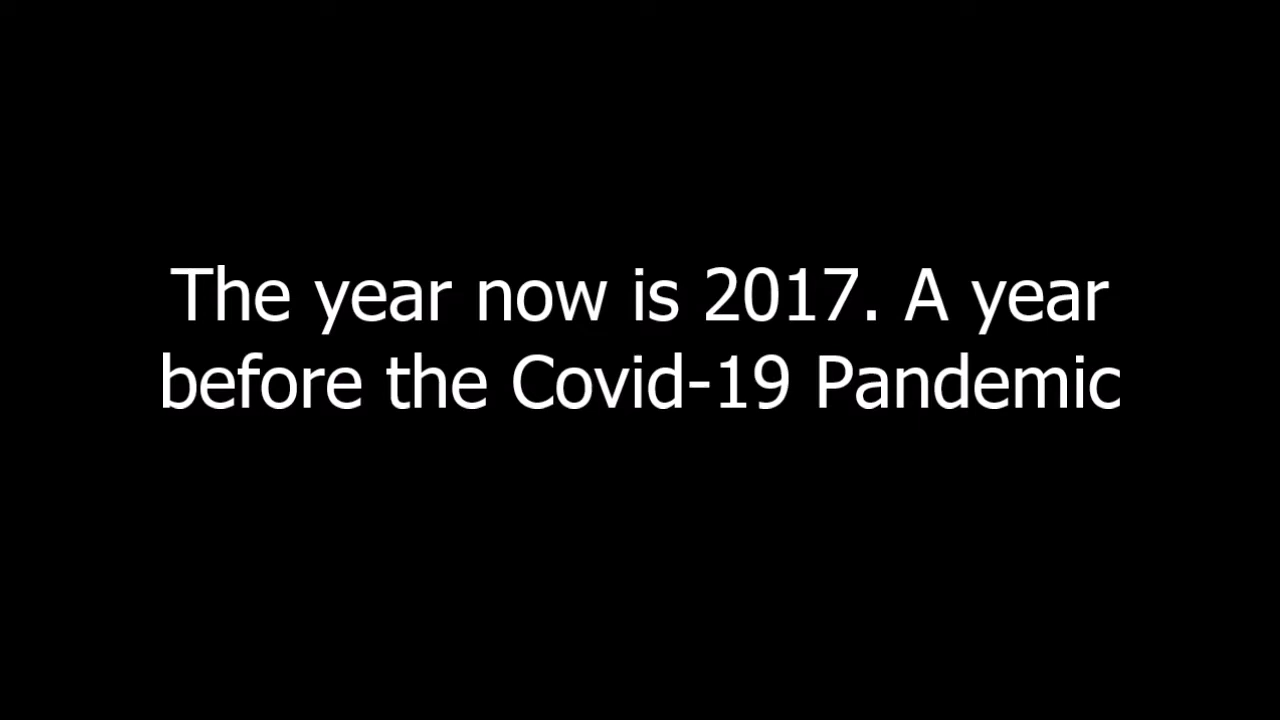 The year now is 2017. A year
before the Covid-19 Pandemic